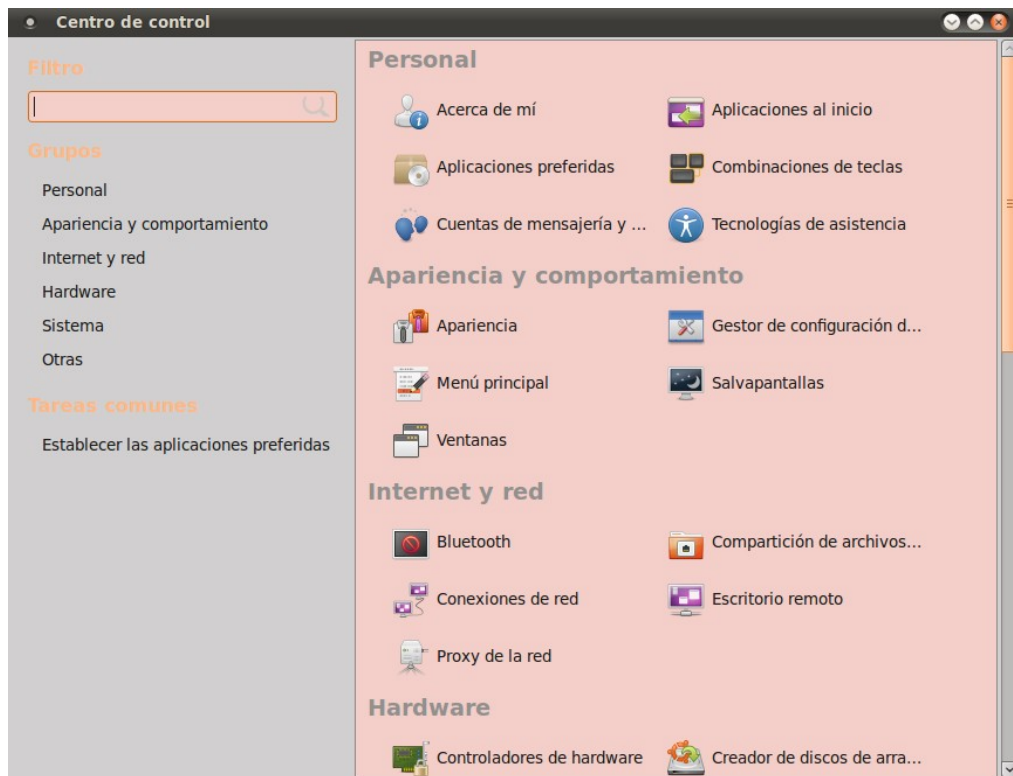 Centro de control
Filtro
Grupos
Personal
Apariencia y comportamiento
Internet y red
Hardware
Sistema
Otras
Tareas comunes
Establecer las aplicaciones preferidas
Personal
Acerca de mí
Aplicaciones al inicio
Aplicaciones preferidas
Combinaciones de teclas
Cuentas de mensajería y ...
Tecnologías de asistencia
Apariencia y comportamiento
Apariencia
Gestor de configuración d...
Menú principal
Salvapantallas
Ventanas
Internet y red
Bluetooth
Compartición de archivos...
Conexiones de red
Escritorio remoto
Proxy de la red
Hardware
Controladores de hardware
Creador de discos de arra...